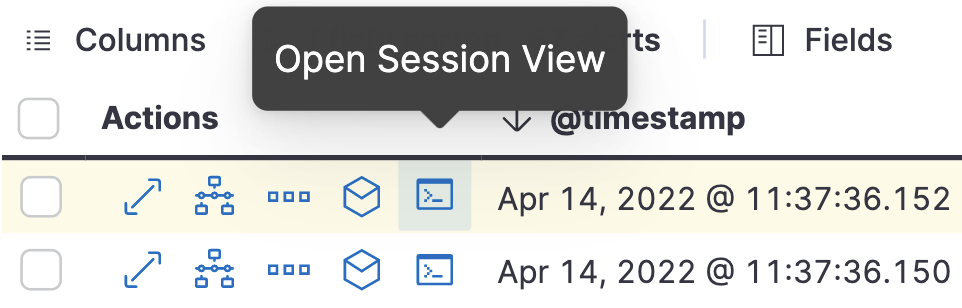 Columns
Open Session View
Fields
Actions
@timestamp
Apr 14, 2022 @ 11:37:36.152
Apr 14, 2022 @ 11:37:36.150